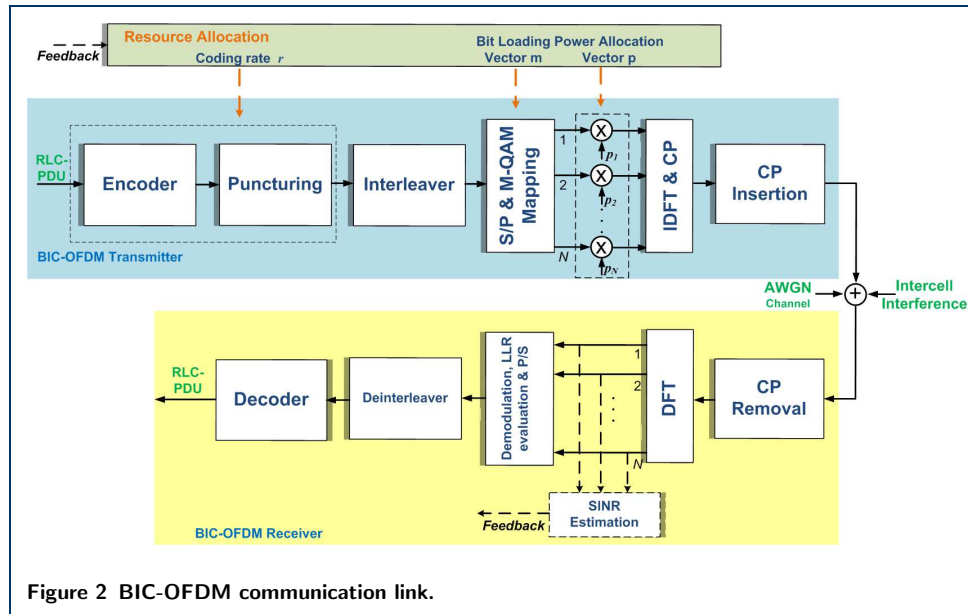 Resource Allocation
Feedback
Coding rate r
Bit Loading Power Allocation
Vector m
Vector p
RLC-
PDU
Encoder
Puncturing
Interleaver
S/P & M-QAM
Mapping
1
2
N
X
p1
X
p2
X
pN
IDFT & CP
CP
Insertion
BIC-OFDM Transmitter
AWGN
Channel
+
Intercell
Interference
RLC-
PDU
Decoder
Deinterleaver
Demodulation, LLR
evaluation & P/S
1
2
N
DFT
CP
Removal
SINR
Estimation
Feedback
BIC-OFDM Receiver
Figure 2 BIC-OFDM communication link.